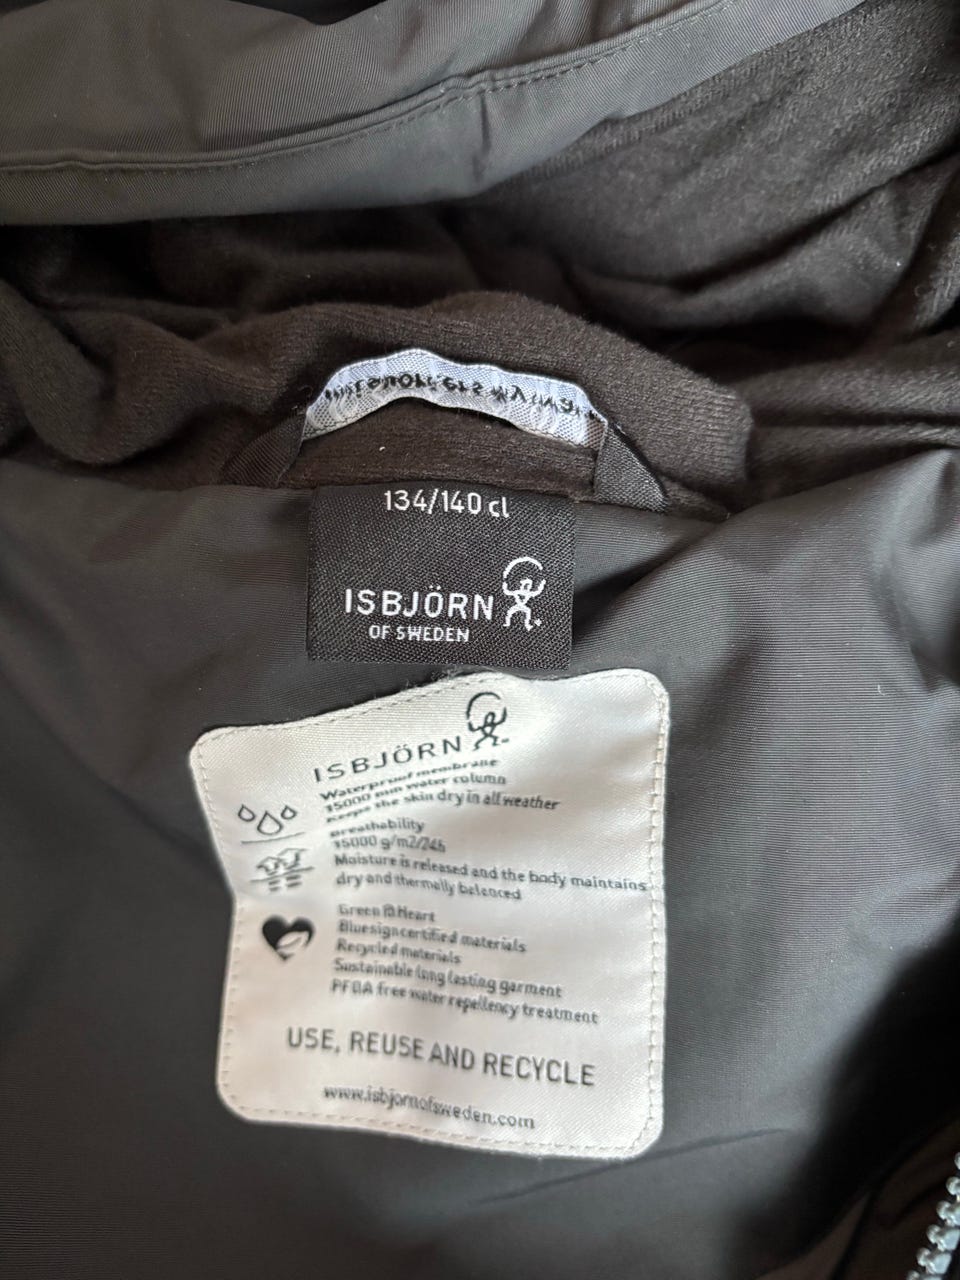 134/140 cl
ISBJÖRN
OF SWEDEN
ISBJÖRN
Waterproof membrane
15000 mm water column
Keeps the skin dry in all weather
Breathability
15000 g/m2/24h
Moisture is released and the body maintains
dry and thermally balanced
Green @ Heart
Bluesign certified materials
Recycled materials
Sustainable long lasting garment
PFOA free water repellency treatment
USE, REUSE AND RECYCLE
www.isbjornofsweden.com